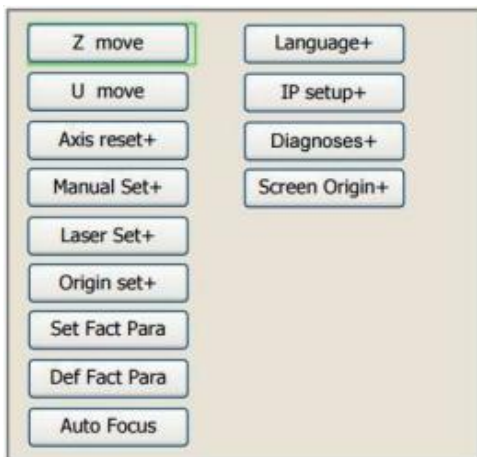 Z move
U move
Axis reset+
Manual Set+
Laser Set+
Origin set+
Set Fact Para
Def Fact Para
Auto Focus
Language+
IP setup+
Diagnoses+
Screen Origin+